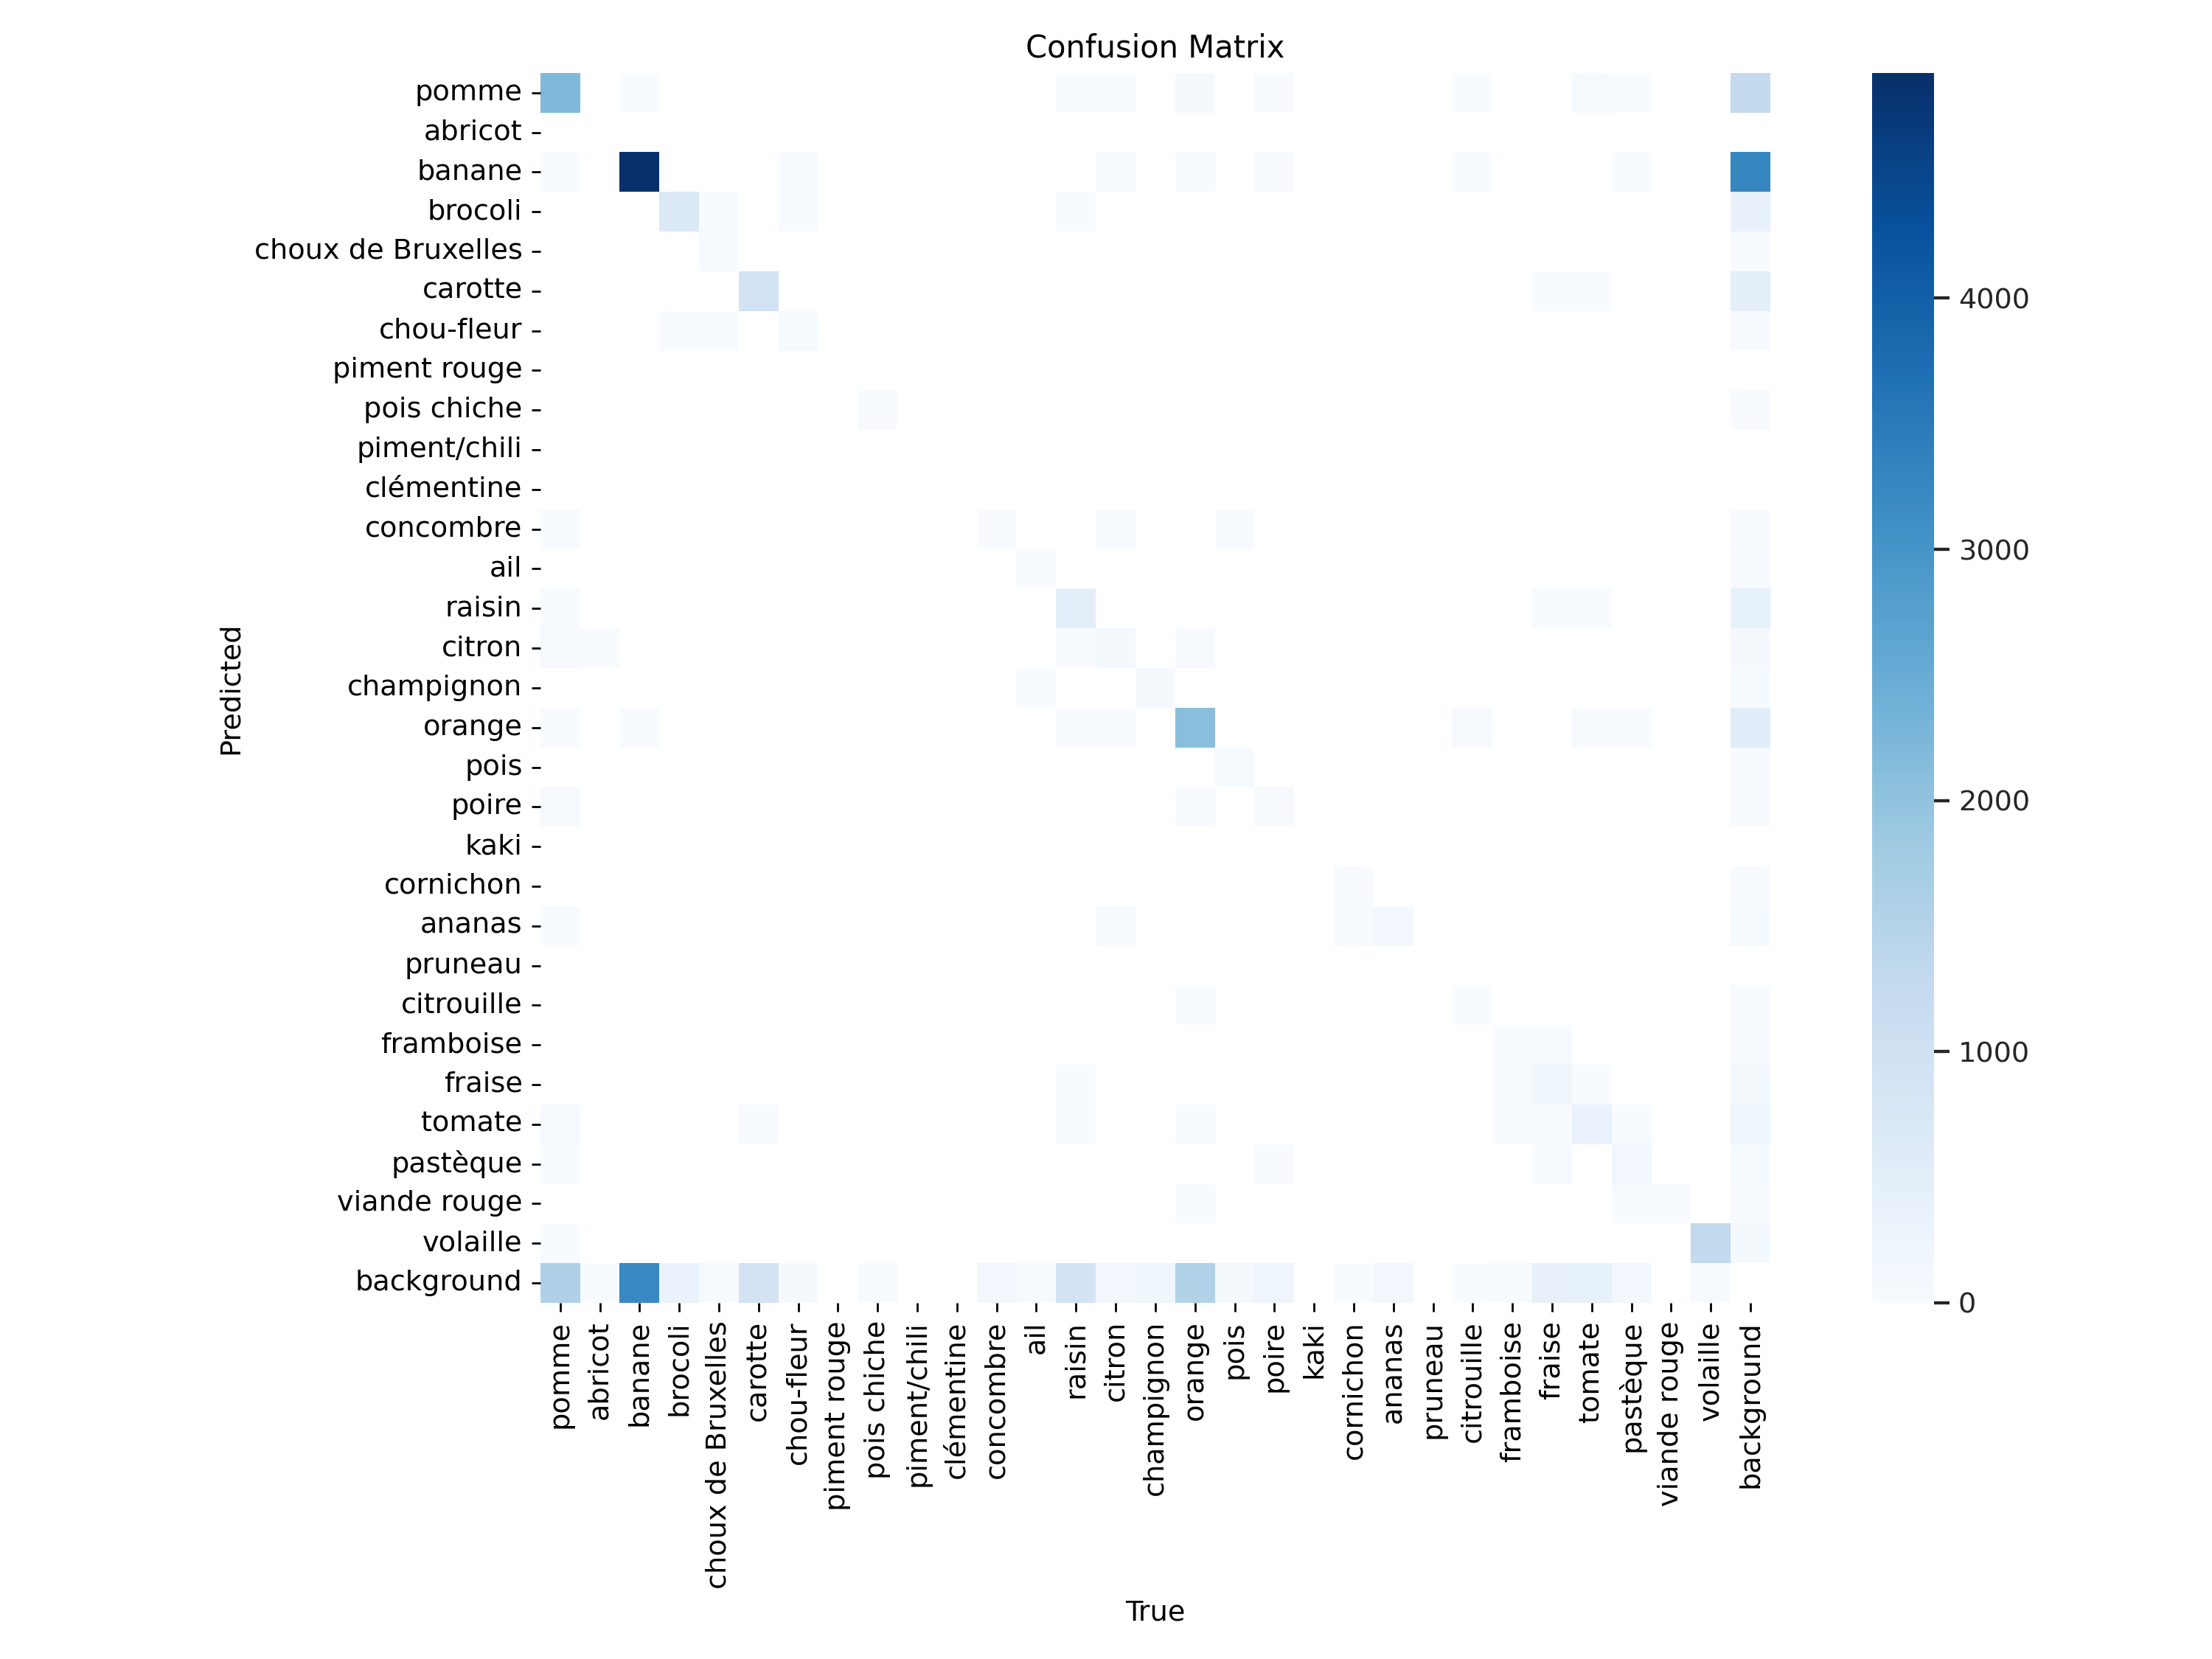 Confusion Matrix
pomme
abricot
banane
brocoli
choux de Bruxelles
carotte
chou-fleur
piment rouge
pois chiche
piment/chili
clémentine
concombre
ail
raisin
citron
champignon
orange
pois
poire
kaki
cornichon
ananas
pruneau
citrouille
framboise
fraise
tomate
pastèque
viande rouge
volaille
background
Predicted
pomme
abricot
banane
brocoli
choux de Bruxelles
carotte
chou-fleur
piment rouge
pois chiche
piment/chili
clémentine
concombre
ail
raisin
citron
champignon
orange
pois
poire
kaki
cornichon
ananas
pruneau
citrouille
framboise
fraise
tomate
pastèque
viande rouge
volaille
background
True
4000
3000
2000
1000
0